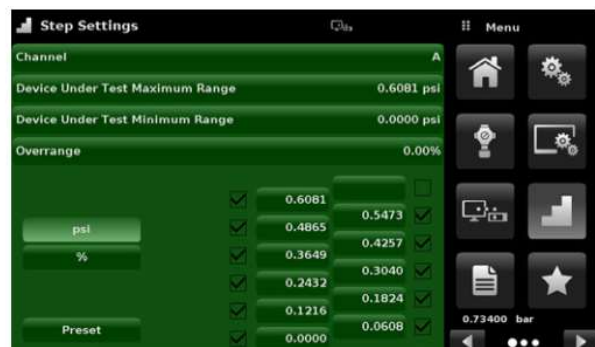 Step Settings
Menu
Channel A
Device Under Test Maximum Range 0.6081 psi
Device Under Test Minimum Range 0.0000 psi
Overrange 0.00%
0.6081
0.5473
psi
0.4865
0.4257
%
0.3649
0.3040
0.2432
0.1824
0.1216
0.0608
Preset
0.0000
0.73400 bar